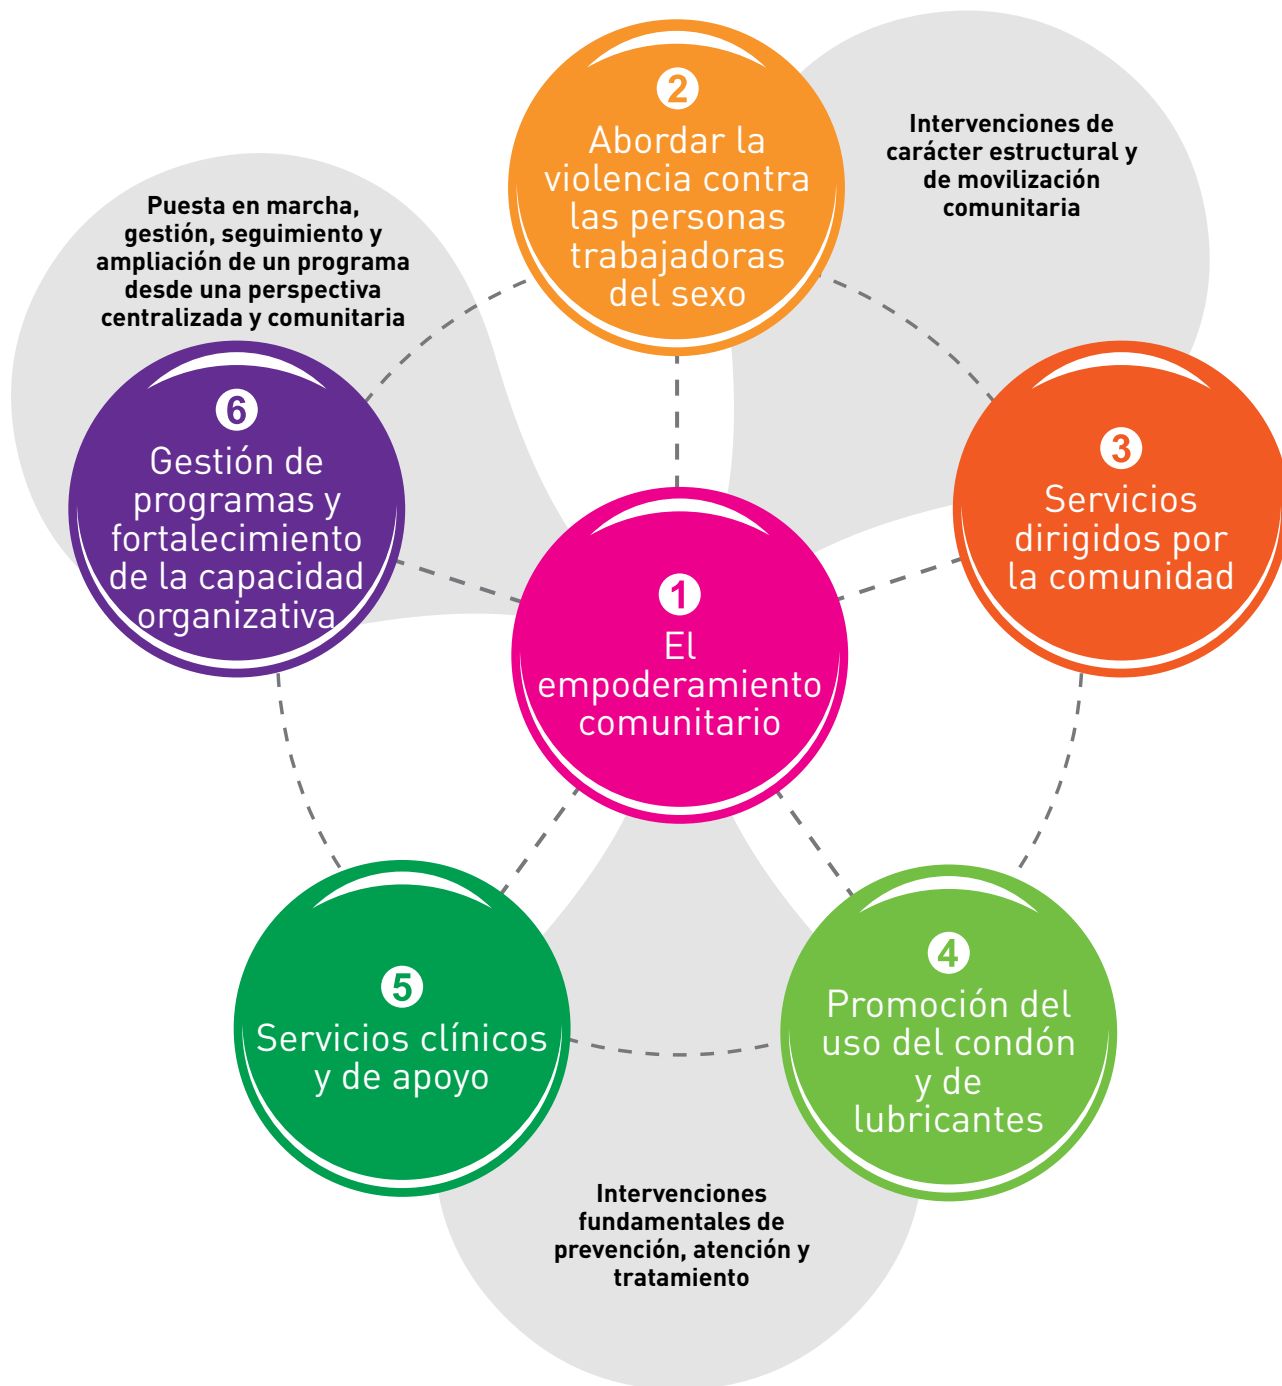 2
Abordar la
violencia contra
las personas
trabajadoras
del sexo
Intervenciones de
carácter estructural y
de movilización
comunitaria
Puesta en marcha,
gestión, seguimiento y
ampliación de un programa
desde una perspectiva
centralizada y comunitaria
6
Gestión de
programas y
fortalecimiento
de la capacidad
organizativa
3
Servicios
dirigidos por
la comunidad
1
El
empoderamiento
comunitario
5
Servicios clínicos
y de apoyo
4
Promoción del
uso del condón
y de
lubricantes
Intervenciones
fundamentales de
prevención, atención y
tratamiento